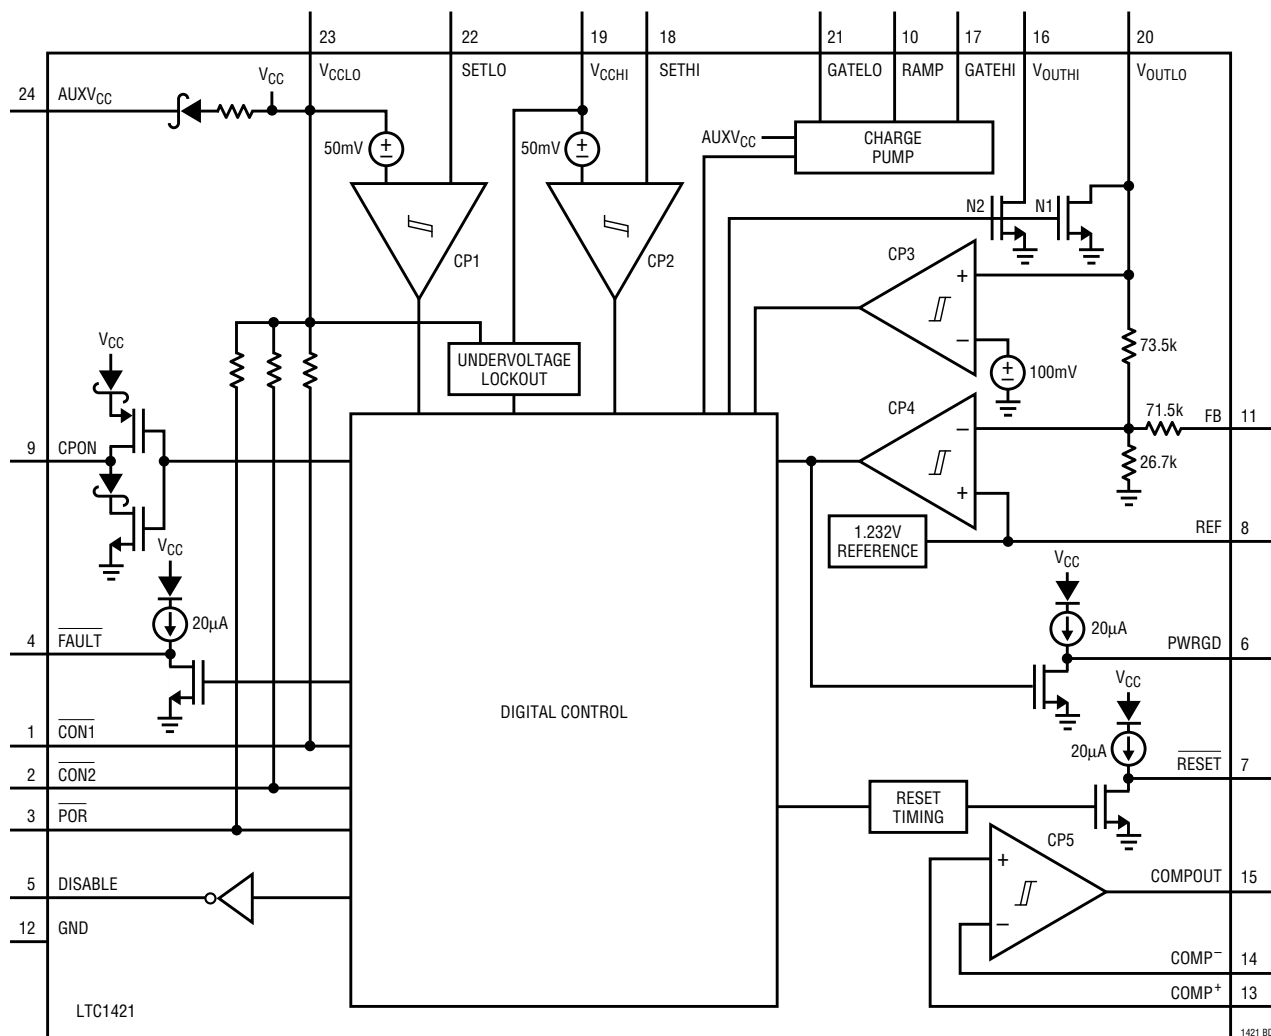 23
22
19
18
21
10
17
16
20
VCCLO
SETLO
VCCHI
SETHI
GATELO
RAMP
GATEHI
VOUTHI
VOUTLO
24
AUXVCC
VCC
50mV
+
−
50mV
+
−
AUXVCC
CHARGE
PUMP
N2
N1
CP1
CP2
CP3
+
−
+
−
100mV
73.5k
VCC
UNDERVOLTAGE
LOCKOUT
CP4
−
+
71.5k
FB
11
26.7k
9
CPON
1.232V
REFERENCE
REF
8
VCC
20µA
4
FAULT
VCC
20µA
PWRGD
6
DIGITAL CONTROL
VCC
20µA
RESET
7
1
CON1
2
CON2
3
POR
RESET
TIMING
CP5
+
−
COMPOUT
15
5
DISABLE
12
GND
COMP−
14
COMP+
13
LTC1421